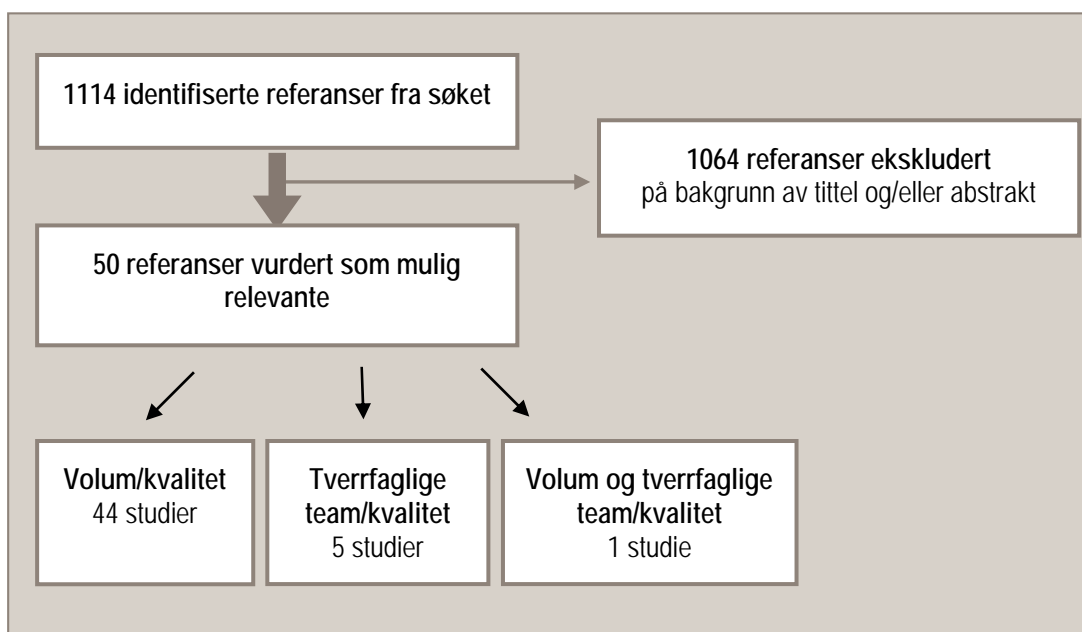 1114 identifiserte referanser fra søket
1064 referanser ekskludert
på bakgrunn av tittel og/eller abstrakt
50 referanser vurdert som mulig
relevante
Volum/kvalitet
44 studier
Tverrfaglige
team/kvalitet
5 studier
Volum og tverrfaglige
team/kvalitet
1 studie